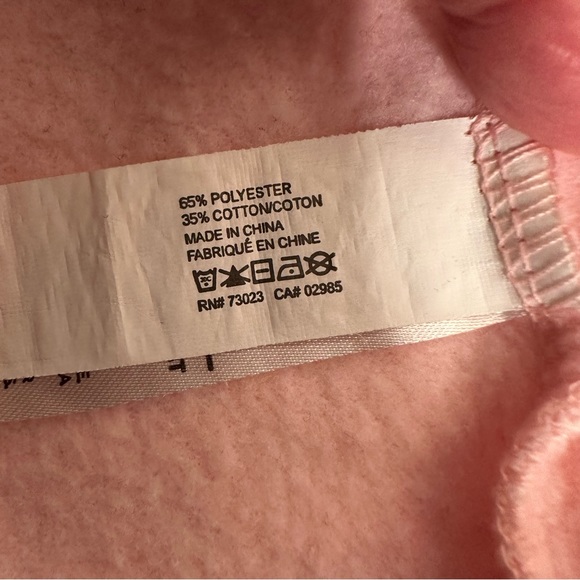 65% POLYESTER
35% COTTON/COTON
MADE IN CHINA
FABRIQUÉ EN CHINE
RN# 73023 CA# 02985